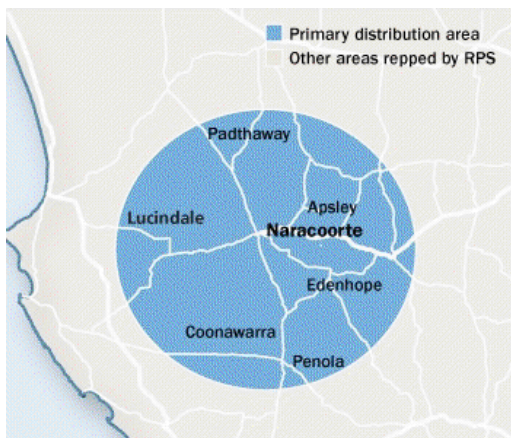 Primary distribution area
Other areas repped by RPS
Padthaway
Apsley
Lucindale
Naracoorte
Edenhope
Coonawarra
Penola